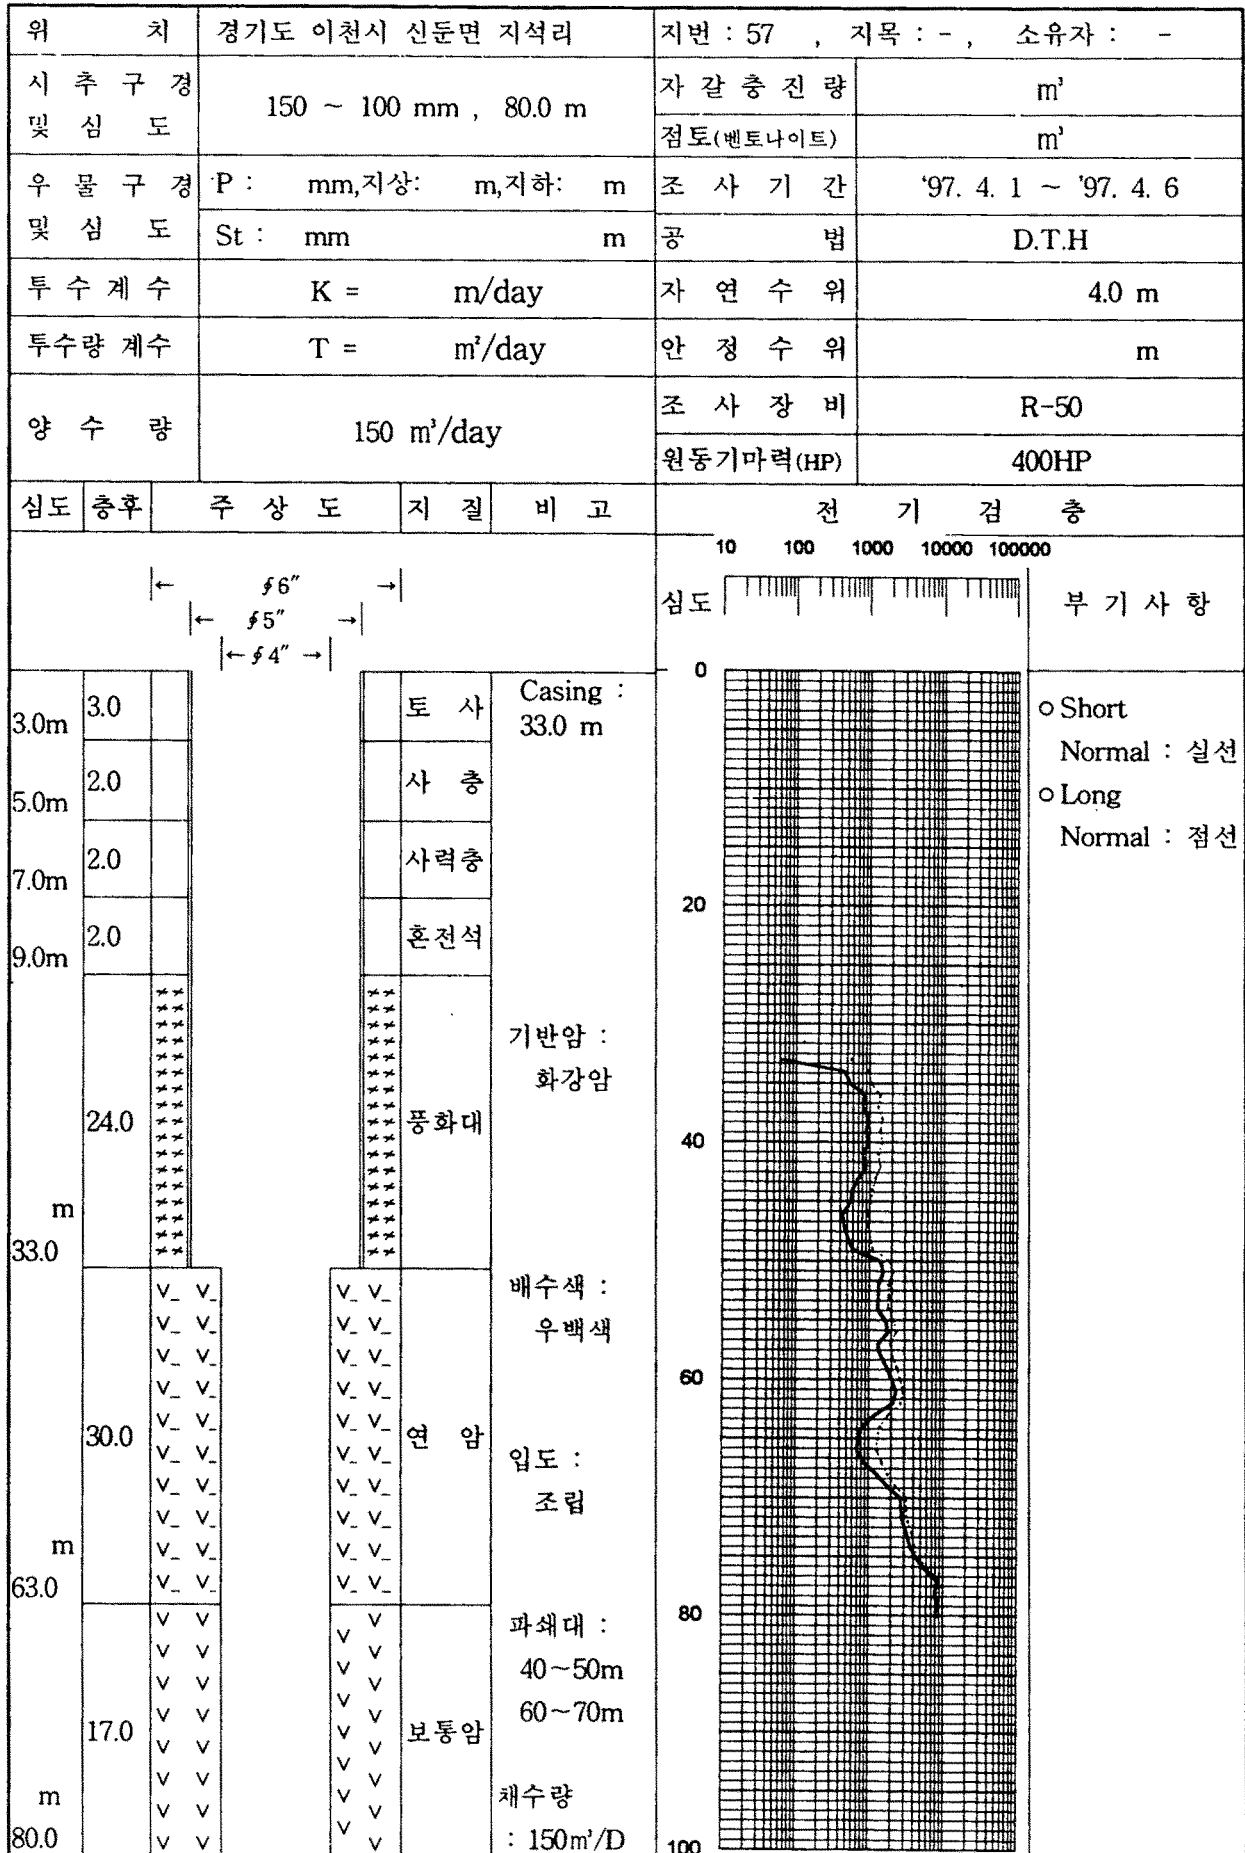 위 치 경기도 이천시 신둔면 지석리 지번 : 57 , 지목 : - , 소유자 : -
시 추 구 경 및 심 도 150 ~ 100 mm , 80.0 m 자 갈 충 진 량 m³
점토(벤토나이트) m³
우 물 구 경 및 심 도 P : mm,지상: m,지하: m 조 사 기 간 '97. 4. 1 ~ '97. 4. 6
St : mm m 공 법 D.T.H
투 수 계 수 K = m/day 자 연 수 위 4.0 m
투수량 계수 T = m²/day 안 정 수 위 m
양 수 량 150 m³/day 조 사 장 비 R-50
원동기마력(HP) 400HP
심도 층후 주 상 도 지 질 비 고 전 기 검 층
10 100 1000 10000 100000
← ∮6″ →
심도 부 기 사 항
← ∮5″ →
← ∮4″ →
0
3.0m 3.0 토 사 Casing :
33.0 m
○ Short
Normal : 실선
5.0m 2.0 사 층
○ Long
Normal : 점선
7.0m 2.0 사력층
20
9.0m 2.0 혼전석
기반암 :
화강암
24.0 풍화대
40
m
33.0
배수색 :
우백색
60
30.0 연 암
입도 :
조립
m
63.0
80
파쇄대 :
40~50m
60~70m
17.0 보통암
m
80.0
채수량
: 150m³/D
100